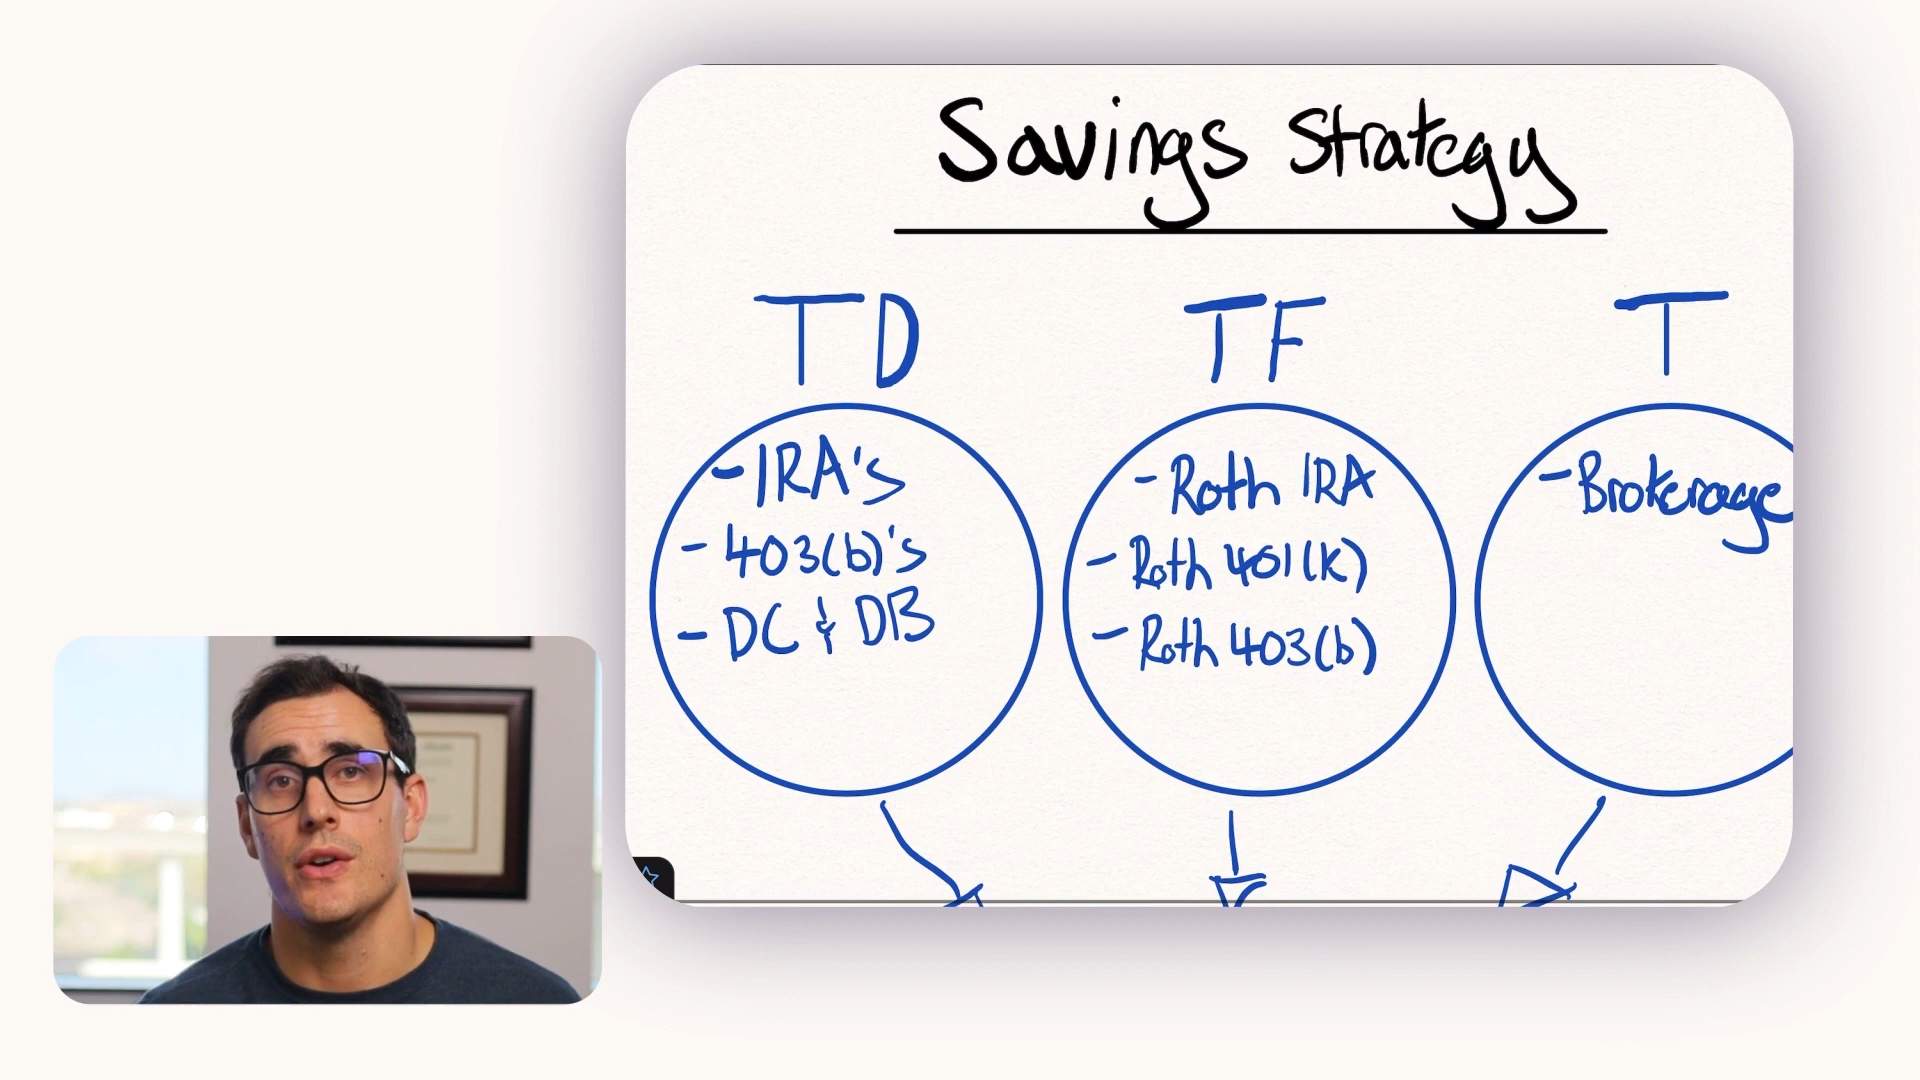 Savings Strategy
TD
TF
T
- IRA's
- 403(b)'s
- DC & DB
- Roth IRA
- Roth 401(k)
- Roth 403(b)
- Brokerage